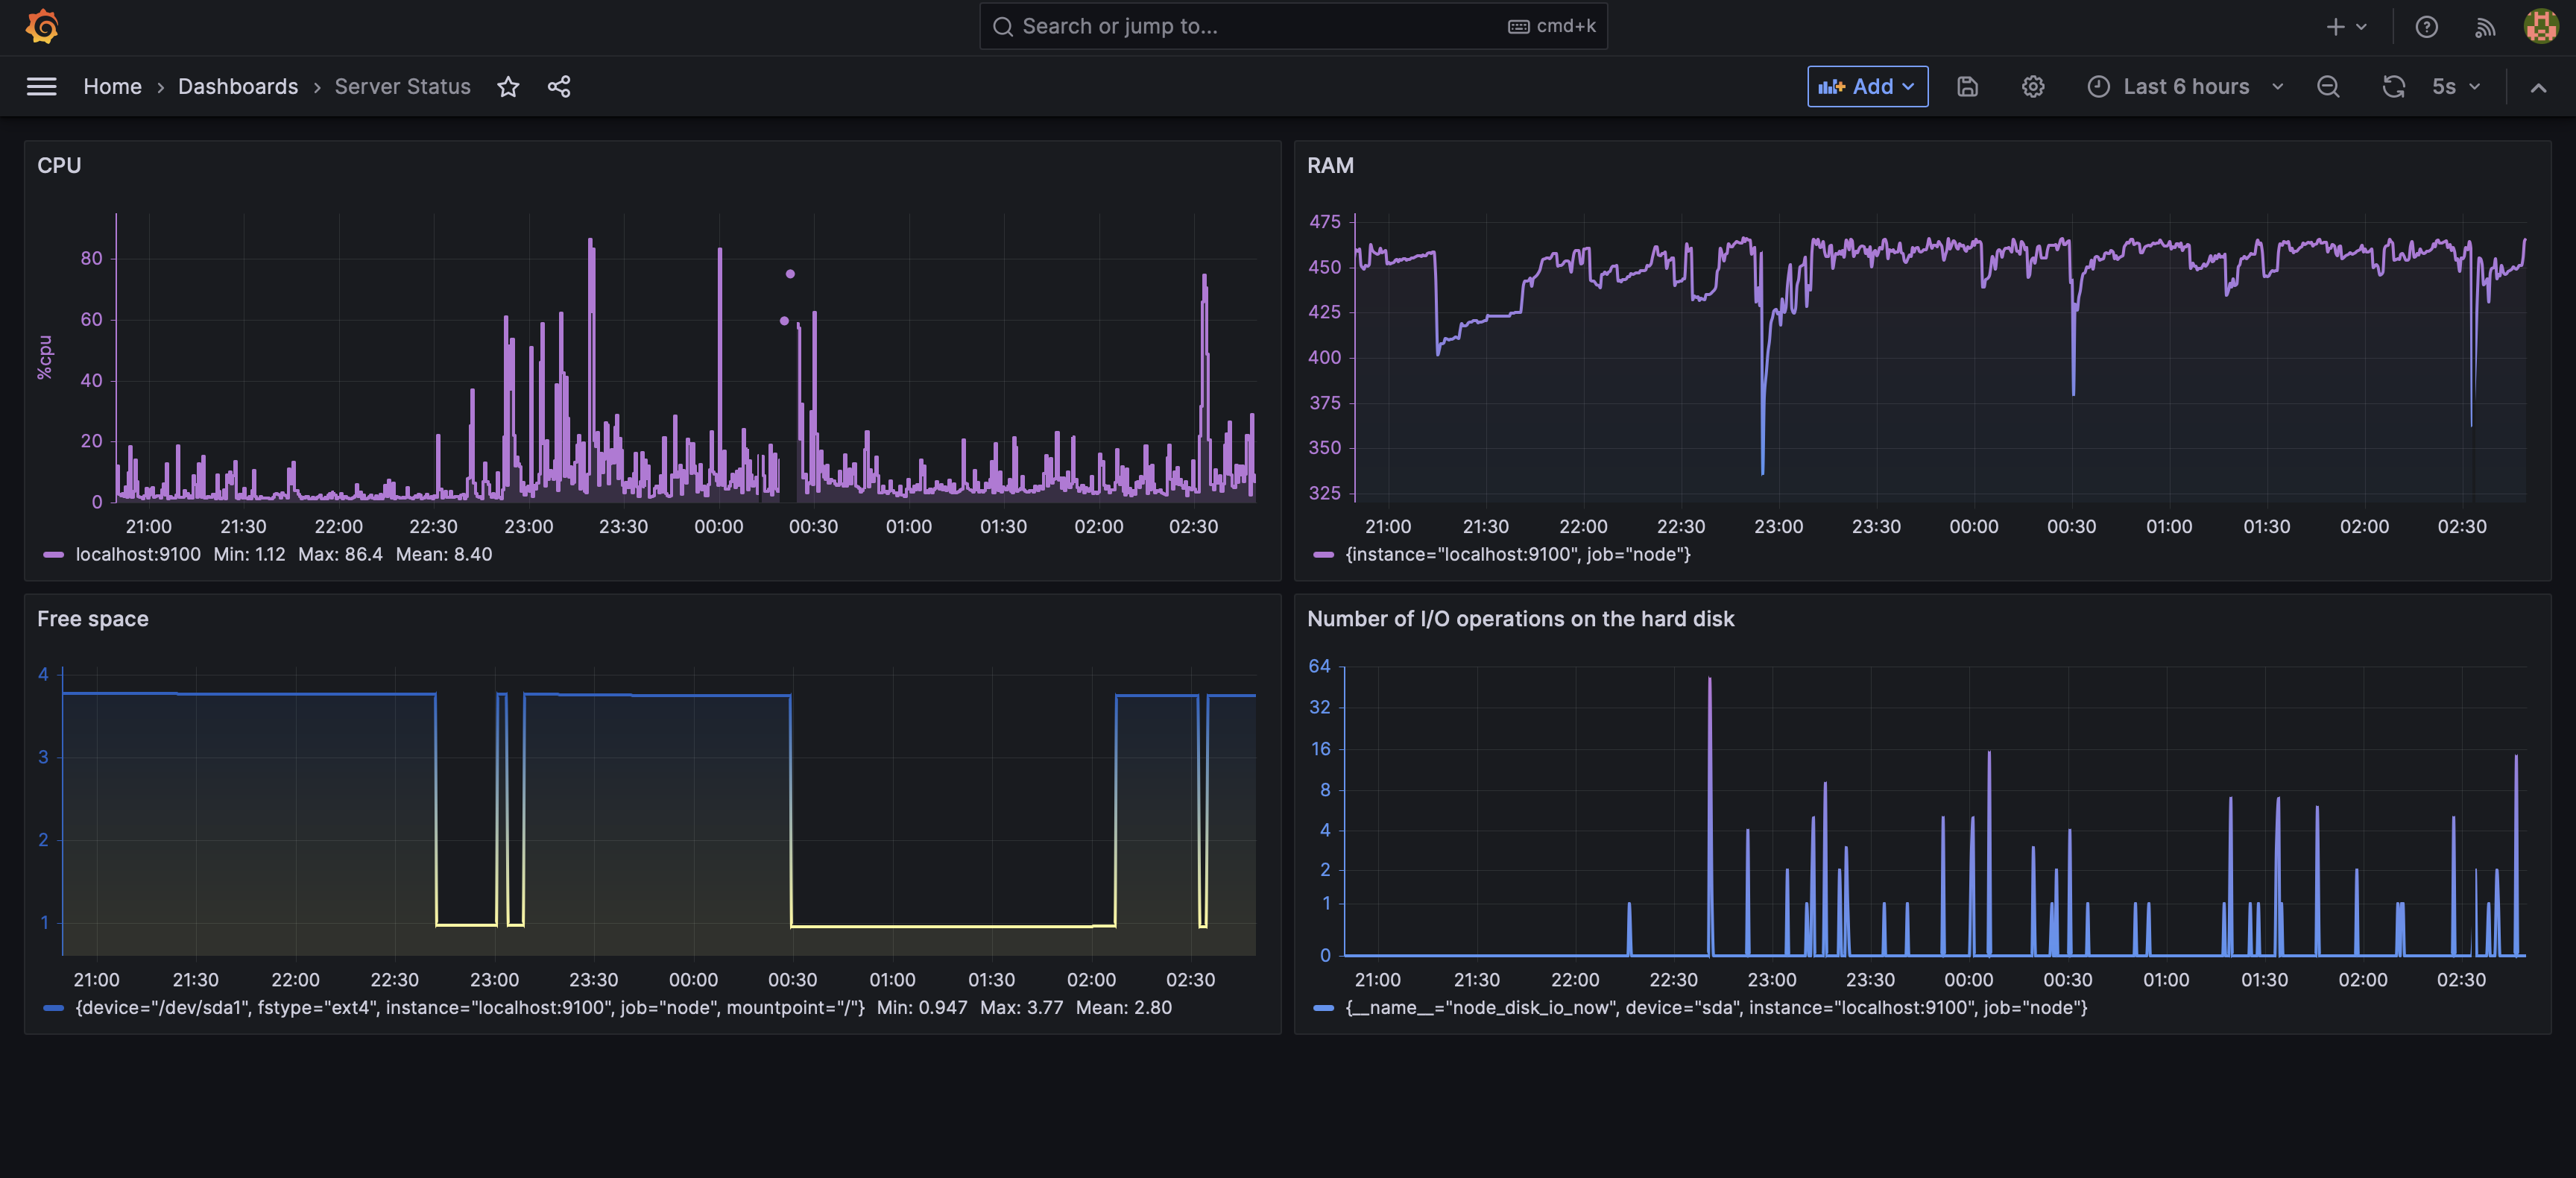 Search or jump to...
cmd+k
Home › Dashboards › Server Status
Add
Last 6 hours
5s
CPU
%cpu
80
60
40
20
0
21:00 21:30 22:00 22:30 23:00 23:30 00:00 00:30 01:00 01:30 02:00 02:30
localhost:9100 Min: 1.12 Max: 86.4 Mean: 8.40
RAM
475
450
425
400
375
350
325
21:00 21:30 22:00 22:30 23:00 23:30 00:00 00:30 01:00 01:30 02:00 02:30
{instance="localhost:9100", job="node"}
Free space
4
3
2
1
21:00 21:30 22:00 22:30 23:00 23:30 00:00 00:30 01:00 01:30 02:00 02:30
{device="/dev/sda1", fstype="ext4", instance="localhost:9100", job="node", mountpoint="/"} Min: 0.947 Max: 3.77 Mean: 2.80
Number of I/O operations on the hard disk
64
32
16
8
4
2
1
0
21:00 21:30 22:00 22:30 23:00 23:30 00:00 00:30 01:00 01:30 02:00 02:30
{__name__="node_disk_io_now", device="sda", instance="localhost:9100", job="node"}